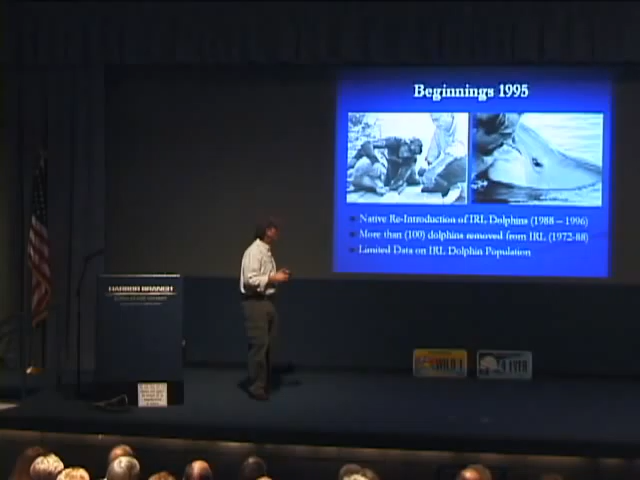 Beginnings 1995
Native Re-Introduction of IRL Dolphins (1988 – 1996)
More than (100) dolphins removed from IRL (1972-88)
Limited Data on IRL Dolphin Population
HARBOR BRANCH